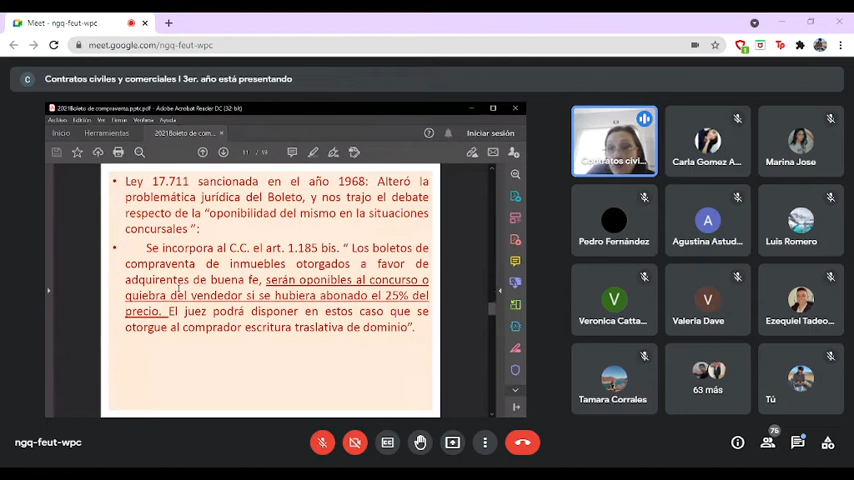 Meet - ngq-feut-wpc
meet.google.com/ngq-feut-wpc
C Contratos civiles y comerciales I 3er. año está presentando
2021Boleto de compraventa.pptx.pdf - Adobe Acrobat Reader DC (32-bit)
Archivo Edición Ver Firmar Ventana Ayuda
Inicio Herramientas 2021Boleto de com... Iniciar sesión
• Ley 17.711 sancionada en el año 1968: Alteró la
problemática jurídica del Boleto, y nos trajo el debate
respecto de la “oponibilidad del mismo en la situaciones
concursales ”:
• Se incorpora al C.C. el art. 1.185 bis. “ Los boletos de
compraventa de inmuebles otorgados a favor de
adquirentes de buena fe, serán oponibles al concurso o
quiebra del vendedor si se hubiera abonado el 25% del
precio. El juez podrá disponer en estos caso que se
otorgue al comprador escritura traslativa de dominio”.
Contratos civi...
Carla Gomez A...
Marina Jose
Pedro Fernández
A
Agustina Astud...
Luis Romero
V
Veronica Catta...
V
Valeria Dave
Ezequiel Tadeo...
Tamara Corrales
63 más
Tú
ngq-feut-wpc
75